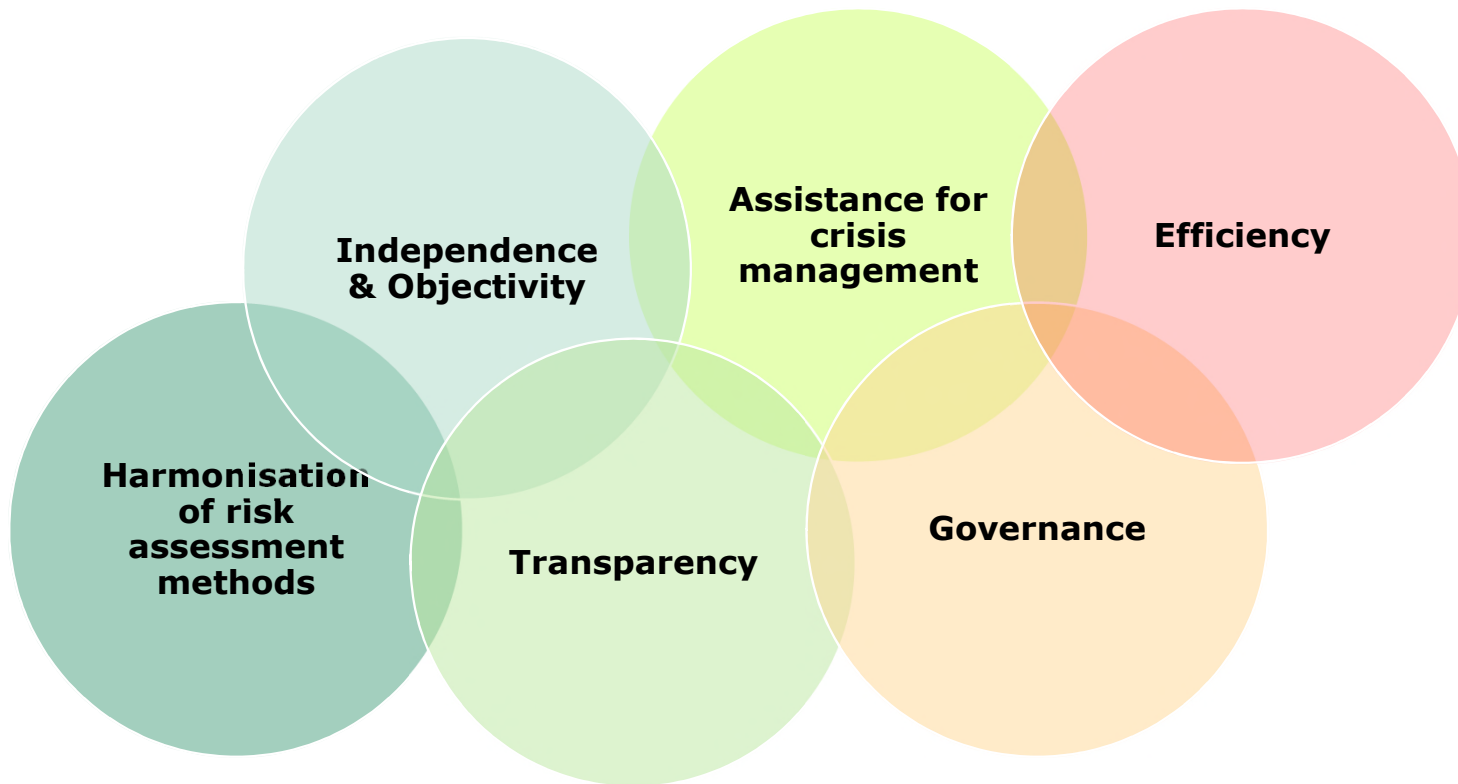 Independence
& Objectivity
Assistance for
crisis
management
Efficiency
Harmonisation
of risk
assessment
methods
Transparency
Governance